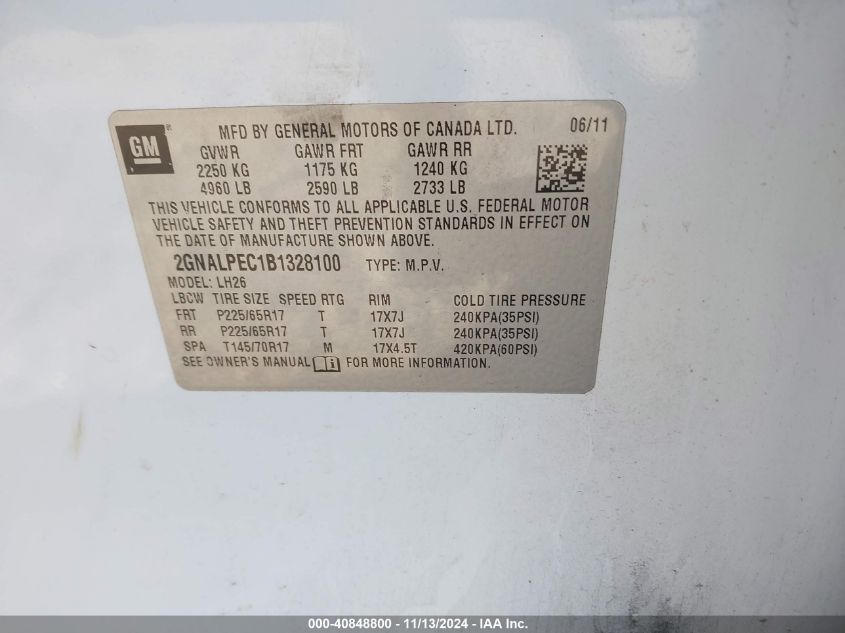 GM MFD BY GENERAL MOTORS OF CANADA LTD. 06/11
GVWR GAWR FRT GAWR RR
2250 KG 1175 KG 1240 KG
4960 LB 2590 LB 2733 LB
THIS VEHICLE CONFORMS TO ALL APPLICABLE U.S. FEDERAL MOTOR
VEHICLE SAFETY AND THEFT PREVENTION STANDARDS IN EFFECT ON
THE DATE OF MANUFACTURE SHOWN ABOVE.
2GNALPEC1B1328100 TYPE: M.P.V.
MODEL: LH26
LBCW TIRE SIZE SPEED RTG RIM COLD TIRE PRESSURE
FRT P225/65R17 T 17X7J 240KPA(35PSI)
RR P225/65R17 T 17X7J 240KPA(35PSI)
SPA T145/70R17 M 17X4.5T 420KPA(60PSI)
SEE OWNER'S MANUAL FOR MORE INFORMATION.
000-40848800 - 11/13/2024 - IAA Inc.